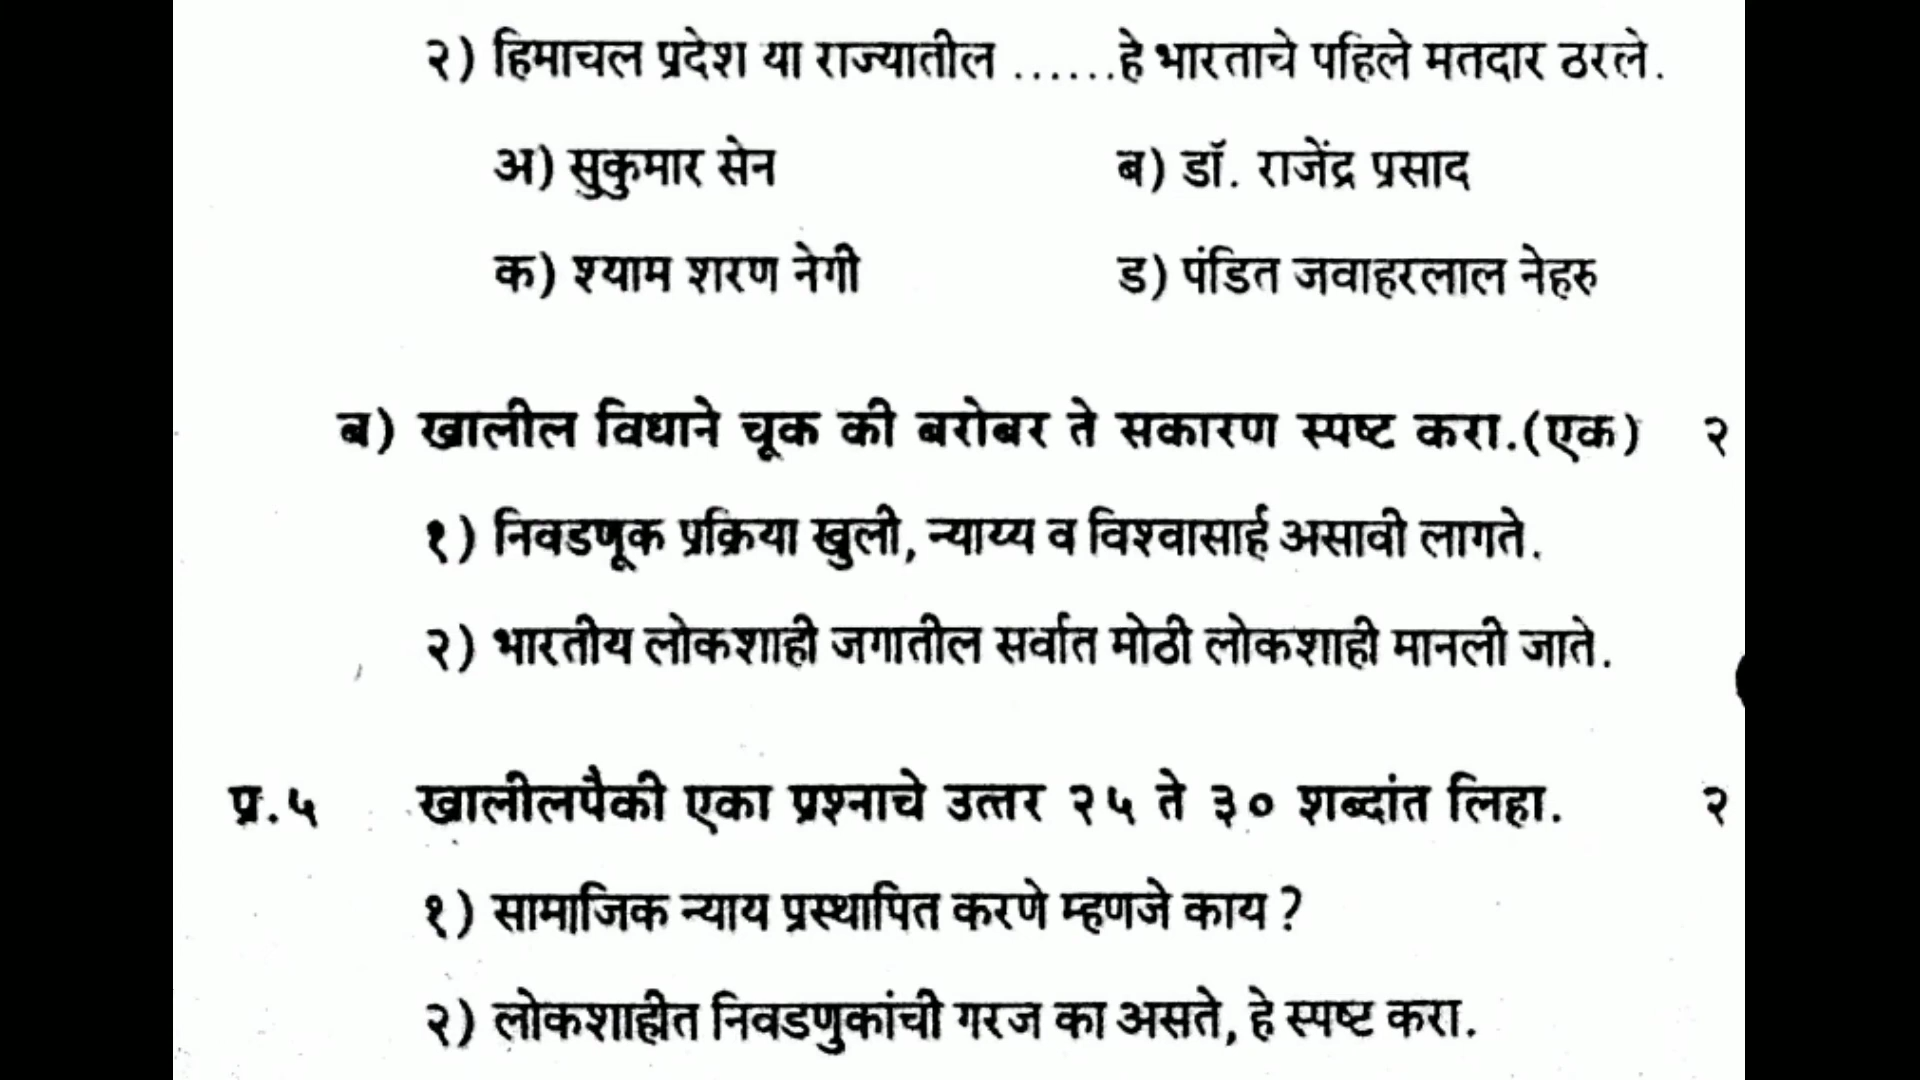 २) हिमाचल प्रदेश या राज्यातील ......हे भारताचे पहिले मतदार ठरले.
अ) सुकुमार सेन ब) डॉ. राजेंद्र प्रसाद
क) श्याम शरण नेगी ड) पंडित जवाहरलाल नेहरु
ब) खालील विधाने चूक की बरोबर ते सकारण स्पष्ट करा.(एक) २
१) निवडणूक प्रक्रिया खुली, न्याय्य व विश्वासार्ह असावी लागते.
२) भारतीय लोकशाही जगातील सर्वात मोठी लोकशाही मानली जाते.
प्र.५ खालीलपैकी एका प्रश्नाचे उत्तर २५ ते ३० शब्दांत लिहा. २
१) सामाजिक न्याय प्रस्थापित करणे म्हणजे काय ?
२) लोकशाहीत निवडणुकांची गरज का असते, हे स्पष्ट करा.